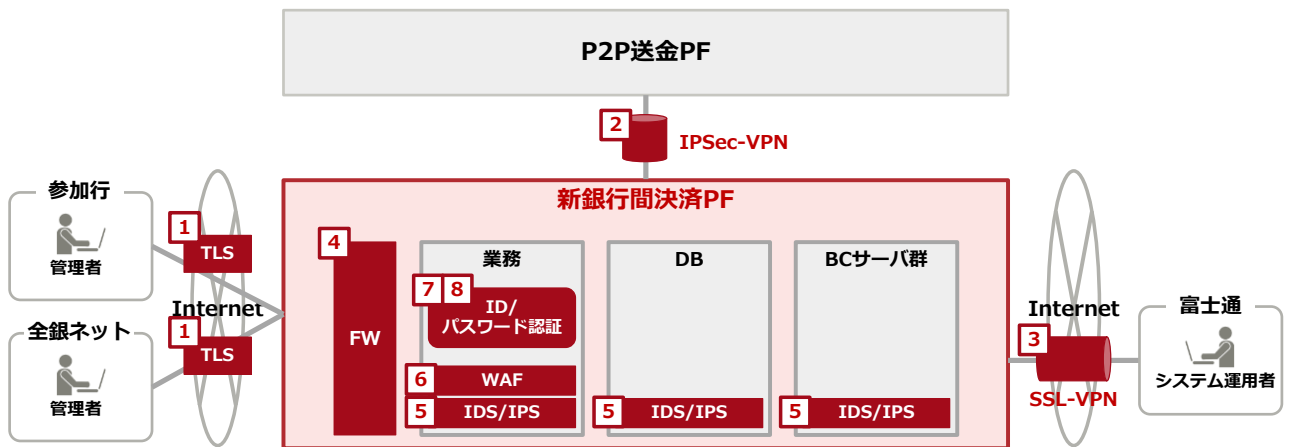 P2P送金PF
2
IPSec-VPN
新銀行間決済PF
参加行
管理者
1
TLS
Internet
全銀ネット
管理者
1
TLS
4
FW
業務
7 8
ID/
パスワード認証
6
WAF
5
IDS/IPS
DB
5
IDS/IPS
BCサーバ群
5
IDS/IPS
Internet
3
SSL-VPN
富士通
システム運用者